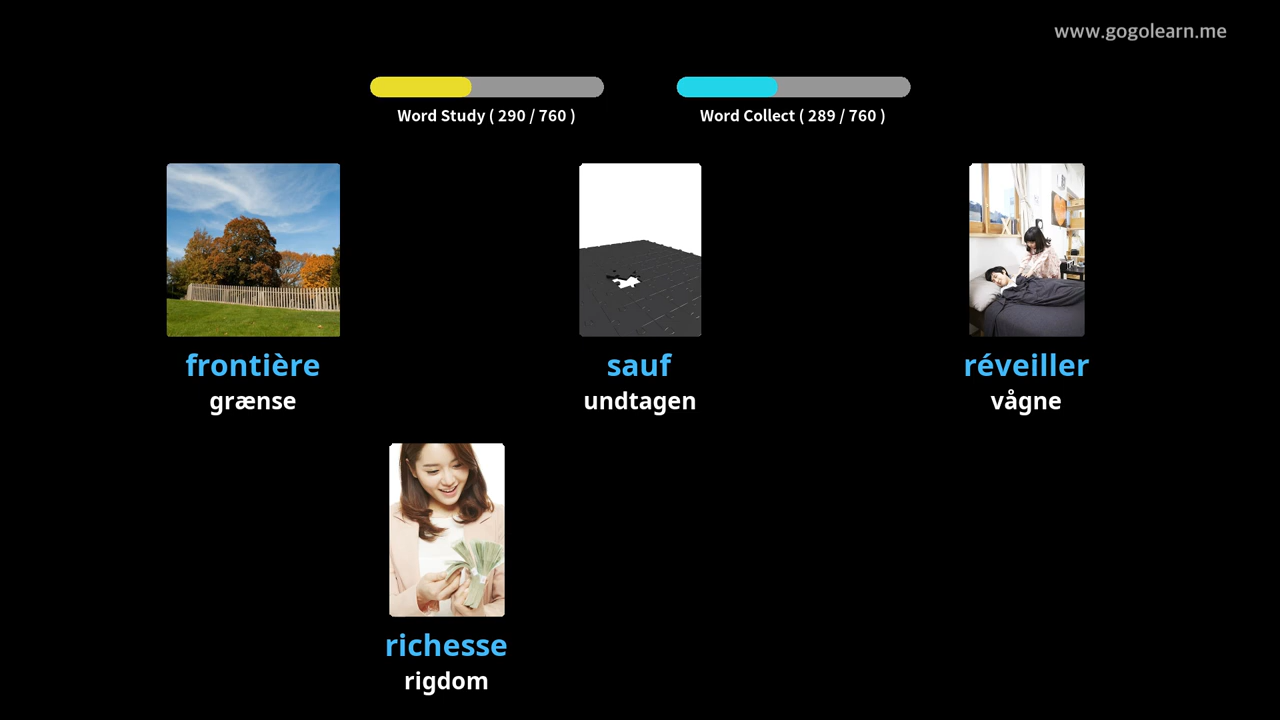 www.gogolearn.me
Word Study ( 290 / 760 )
Word Collect ( 289 / 760 )
frontière
grænse
sauf
undtagen
réveiller
vågne
richesse
rigdom